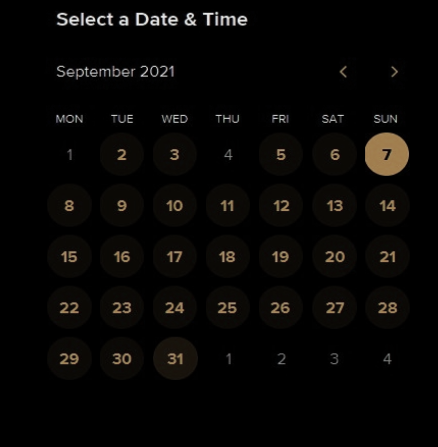 Select a Date & Time
September 2021
MON TUE WED THU FRI SAT SUN
1 2 3 4 5 6 7
8 9 10 11 12 13 14
15 16 17 18 19 20 21
22 23 24 25 26 27 28
29 30 31 1 2 3 4